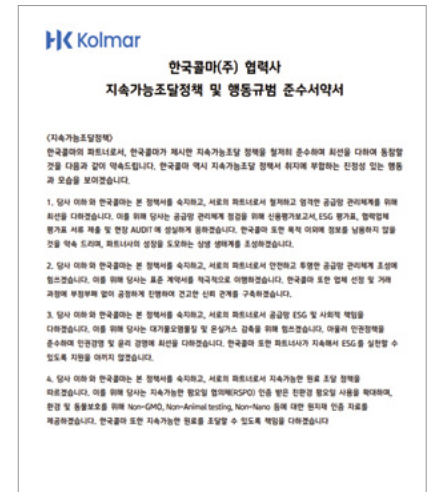 HK Kolmar
한국콜마(주) 협력사
지속가능조달정책 및 행동규범 준수서약서
<지속가능조달정책>
한국콜마의 파트너로서, 한국콜마가 제시한 지속가능조달 정책을 철저히 준수하며 최선을 다하여 동참할
것을 다음과 같이 약속드립니다. 한국콜마 역시 지속가능조달 정책서 취지에 부합하는 진정성 있는 행동
과 모습을 보이겠습니다.
1. 당사 이하 와 한국콜마는 본 정책서를 숙지하고, 서로의 파트너로서 철저하고 엄격한 공급망 관리체계를 위해
최선을 다하겠습니다. 이를 위해 당사는 공급망 관리체계 점검을 위해 신용평가보고서, ESG 평가표, 협력업체
평가표 서류 제출 및 현장 AUDIT 에 성실하게 응하겠습니다. 한국콜마 또한 목적 이외에 정보를 남용하지 않을
것을 약속 드리며, 파트너사의 성장을 도모하는 상생 생태계를 조성하겠습니다.
2. 당사 이하 와 한국콜마는 본 정책서를 숙지하고, 서로의 파트너로서 안전하고 투명한 공급망 관리체계 조성에
힘쓰겠습니다. 이를 위해 당사는 표준 계약서를 적극적으로 이행하겠습니다. 한국콜마 또한 업체 선정 및 거래
과정에 부정부패 없이 공정하게 진행하여 견고한 신뢰 관계를 구축하겠습니다.
3. 당사 이하 와 한국콜마는 본 정책서를 숙지하고, 서로의 파트너로서 공급망 ESG 및 사회적 책임을
다하겠습니다. 이를 위해 당사는 대기물오염물질 및 온실가스 감축을 위해 힘쓰겠습니다. 아울러 인권정책을
준수하며 인권경영 및 윤리 경영에 최선을 다하겠습니다. 한국콜마 또한 파트너사가 지속해서 ESG 를 실천할 수
있도록 지원을 아끼지 않겠습니다.
4. 당사 이하 와 한국콜마는 본 정책서를 숙지하고, 서로의 파트너로서 지속가능한 원료 조달 정책을
따르겠습니다. 이를 위해 당사는 지속가능한 팜오일 협의체(RSPO) 인증 받은 친환경 팜오일 사용을 확대하며,
환경 및 동물보호를 위해 Non-GMO, Non-Animal testing, Non-Nano 등에 대한 원자재 인증 자료를
제공하겠습니다. 한국콜마 또한 지속가능한 원료를 조달할 수 있도록 책임을 다하겠습니다